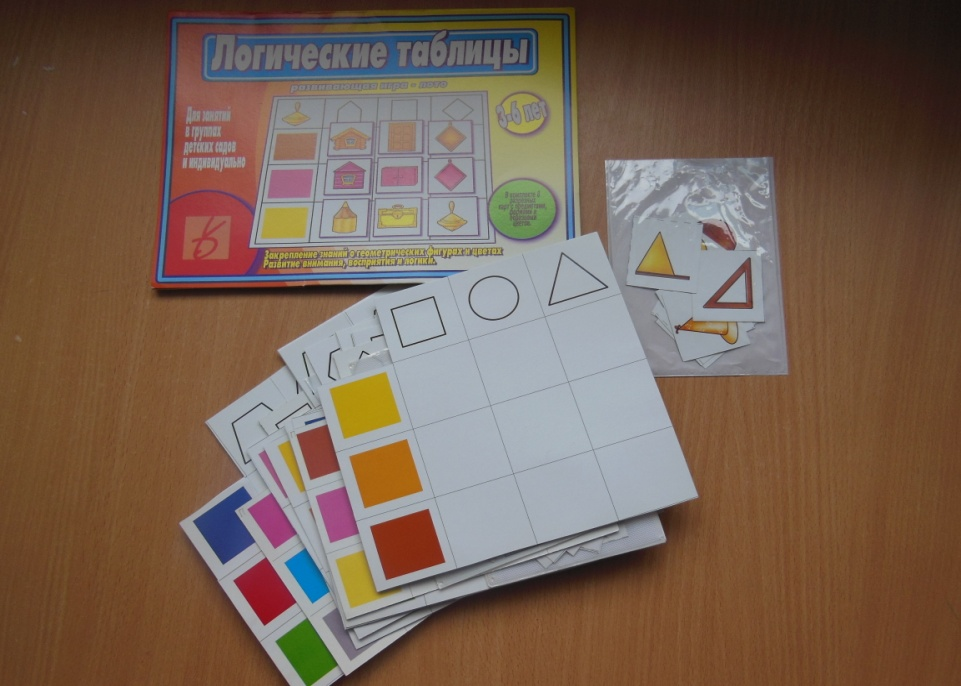 Логические таблицы
развивающая игра - лото
3-6 лет
Для занятий
в группах
детских садов
и индивидуально
Закрепление знаний о геометрических фигурах и цветах
Развитие внимания, восприятия и логики.